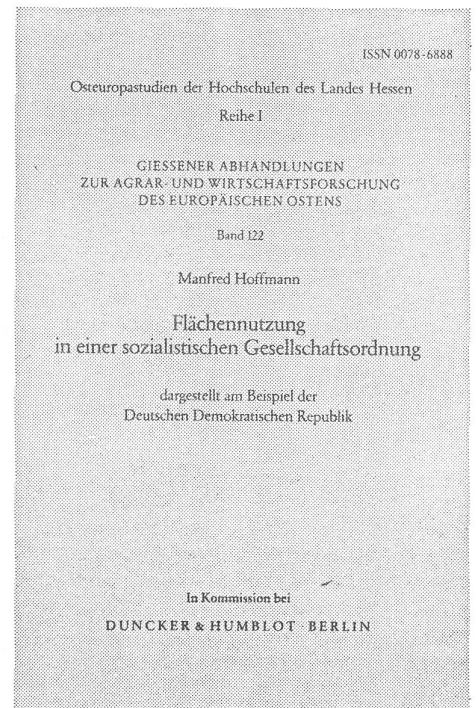 ISSN 0078-6888
Osteuropastudien der Hochschulen des Landes Hessen
Reihe I
GIESSENER ABHANDLUNGEN
ZUR AGRAR- UND WIRTSCHAFTSFORSCHUNG
DES EUROPÄISCHEN OSTENS
Band 122
Manfred Hoffmann
Flächennutzung
in einer sozialistischen Gesellschaftsordnung
dargestellt am Beispiel der
Deutschen Demokratischen Republik
In Kommission bei
DUNCKER & HUMBLOT · BERLIN